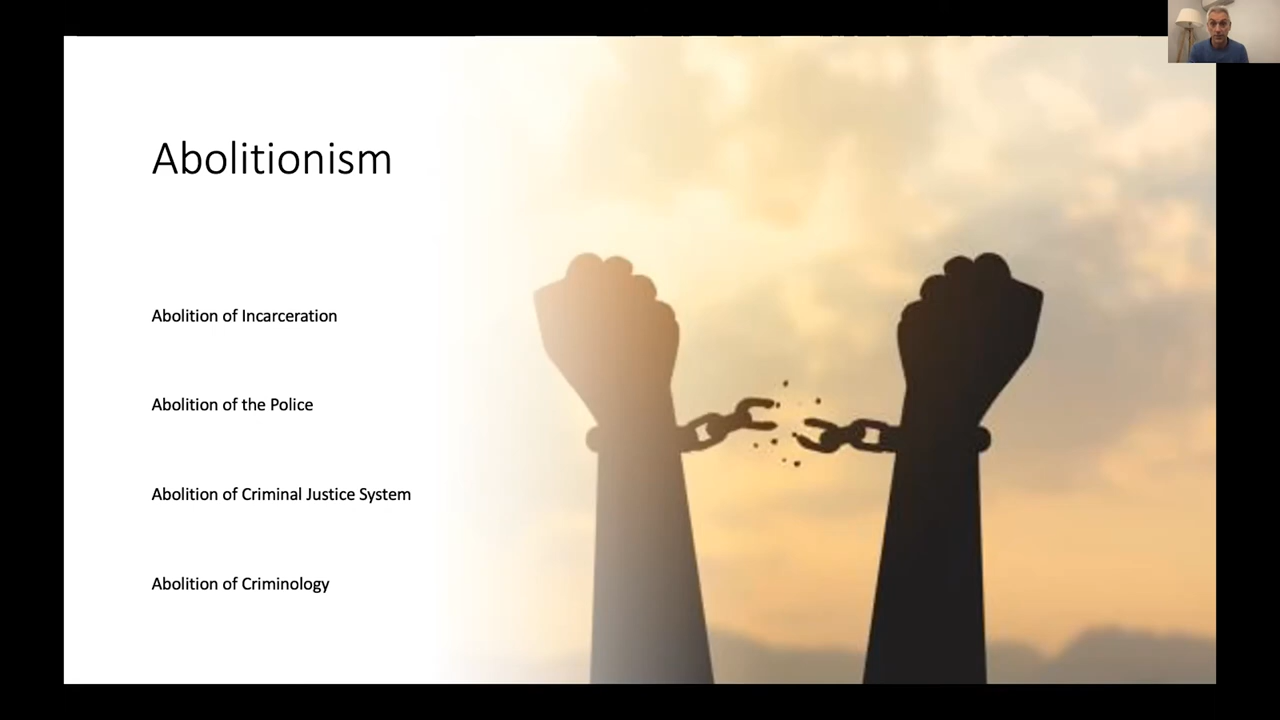 Abolitionism
Abolition of Incarceration
Abolition of the Police
Abolition of Criminal Justice System
Abolition of Criminology